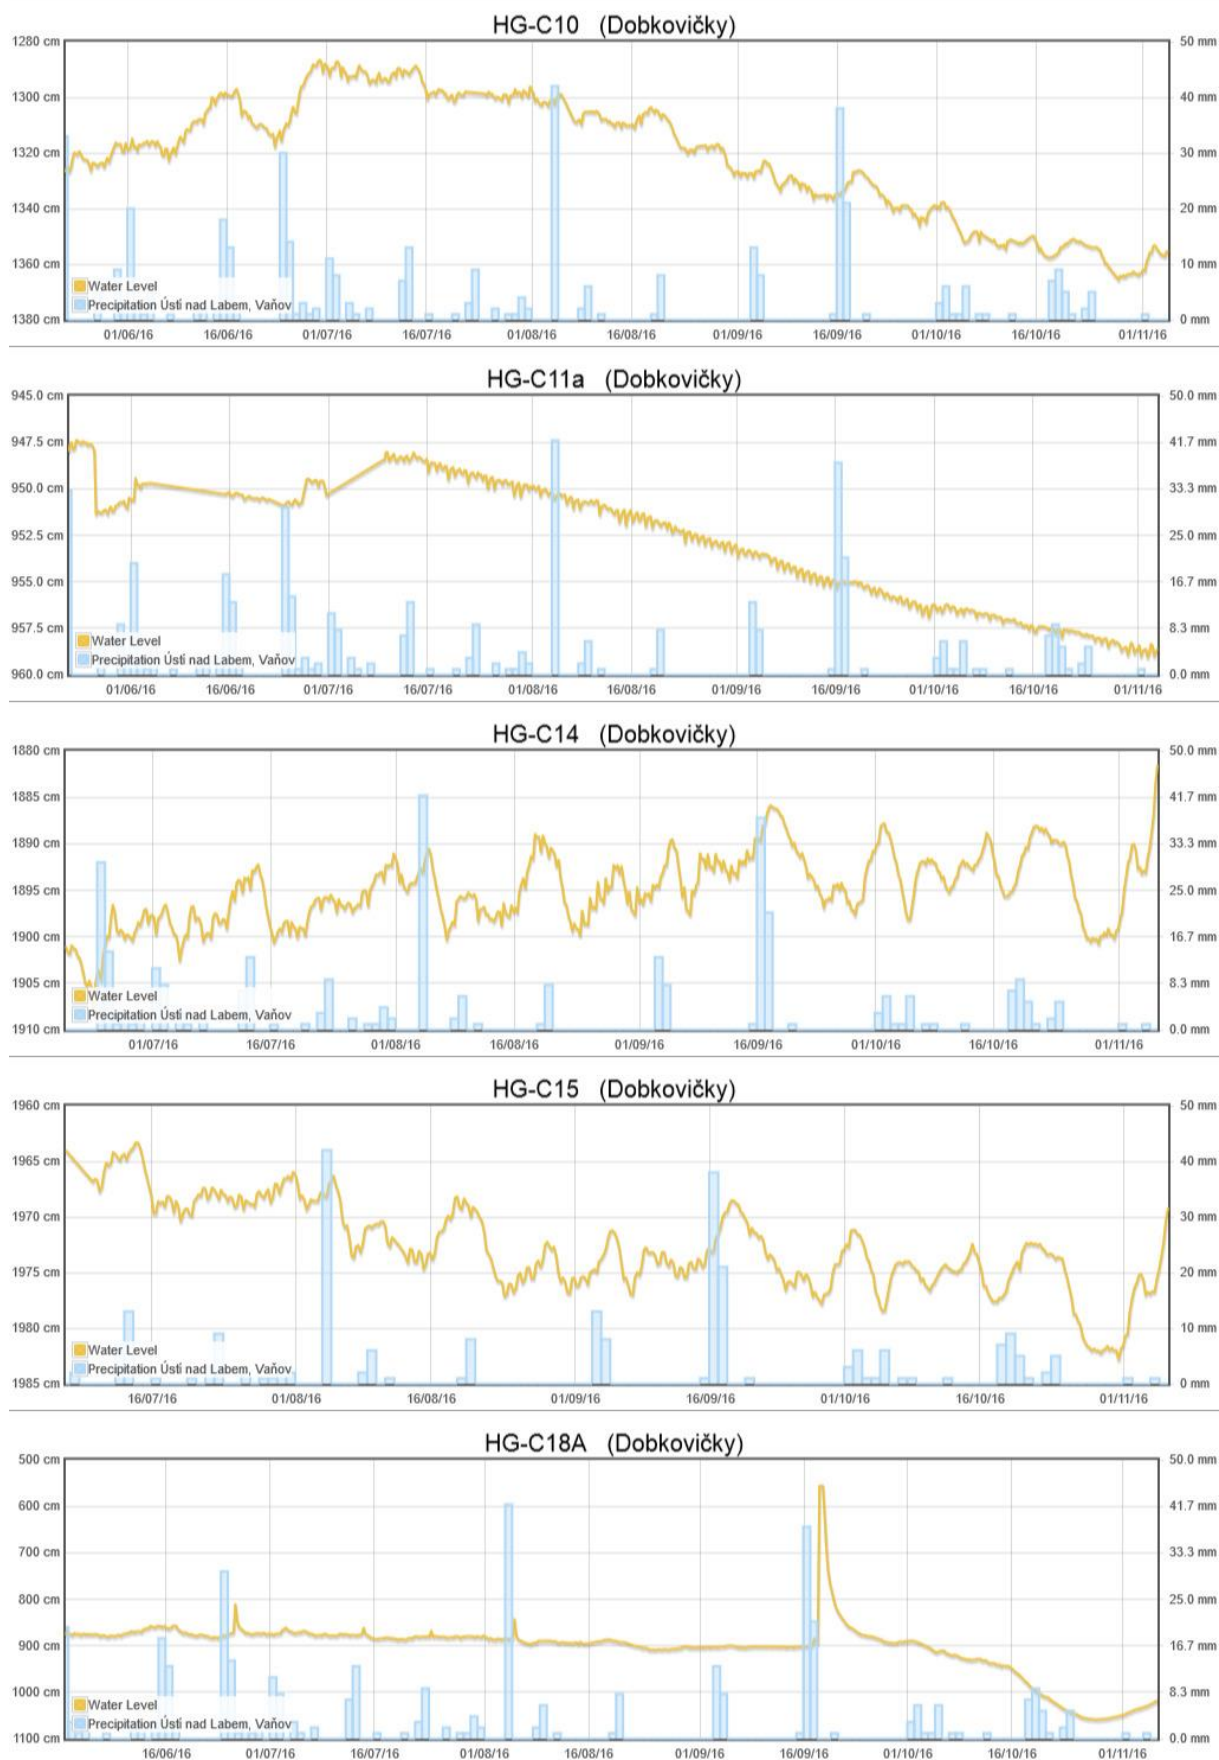 HG-C10 (Dobkovičky)
1280 cm 50 mm
1300 cm 40 mm
1320 cm 30 mm
1340 cm 20 mm
1360 cm 10 mm
Water Level
Precipitation Ústí nad Labem, Vaňov
1380 cm 0 mm
01/06/16 16/06/16 01/07/16 16/07/16 01/08/16 16/08/16 01/09/16 16/09/16 01/10/16 16/10/16 01/11/16
HG-C11a (Dobkovičky)
945.0 cm 50.0 mm
947.5 cm 41.7 mm
950.0 cm 33.3 mm
952.5 cm 25.0 mm
955.0 cm 16.7 mm
957.5 cm 8.3 mm
Water Level
Precipitation Ústí nad Labem, Vaňov
960.0 cm 0.0 mm
01/06/16 16/06/16 01/07/16 16/07/16 01/08/16 16/08/16 01/09/16 16/09/16 01/10/16 16/10/16 01/11/16
HG-C14 (Dobkovičky)
1880 cm 50.0 mm
1885 cm 41.7 mm
1890 cm 33.3 mm
1895 cm 25.0 mm
1900 cm 16.7 mm
1905 cm 8.3 mm
Water Level
Precipitation Ústí nad Labem, Vaňov
1910 cm 0.0 mm
01/07/16 16/07/16 01/08/16 16/08/16 01/09/16 16/09/16 01/10/16 16/10/16 01/11/16
HG-C15 (Dobkovičky)
1960 cm 50 mm
1965 cm 40 mm
1970 cm 30 mm
1975 cm 20 mm
1980 cm 10 mm
Water Level
Precipitation Ústí nad Labem, Vaňov
1985 cm 0 mm
16/07/16 01/08/16 16/08/16 01/09/16 16/09/16 01/10/16 16/10/16 01/11/16
HG-C18A (Dobkovičky)
500 cm 50.0 mm
600 cm 41.7 mm
700 cm 33.3 mm
800 cm 25.0 mm
900 cm 16.7 mm
1000 cm 8.3 mm
Water Level
Precipitation Ústí nad Labem, Vaňov
1100 cm 0.0 mm
16/06/16 01/07/16 16/07/16 01/08/16 16/08/16 01/09/16 16/09/16 01/10/16 16/10/16 01/11/16